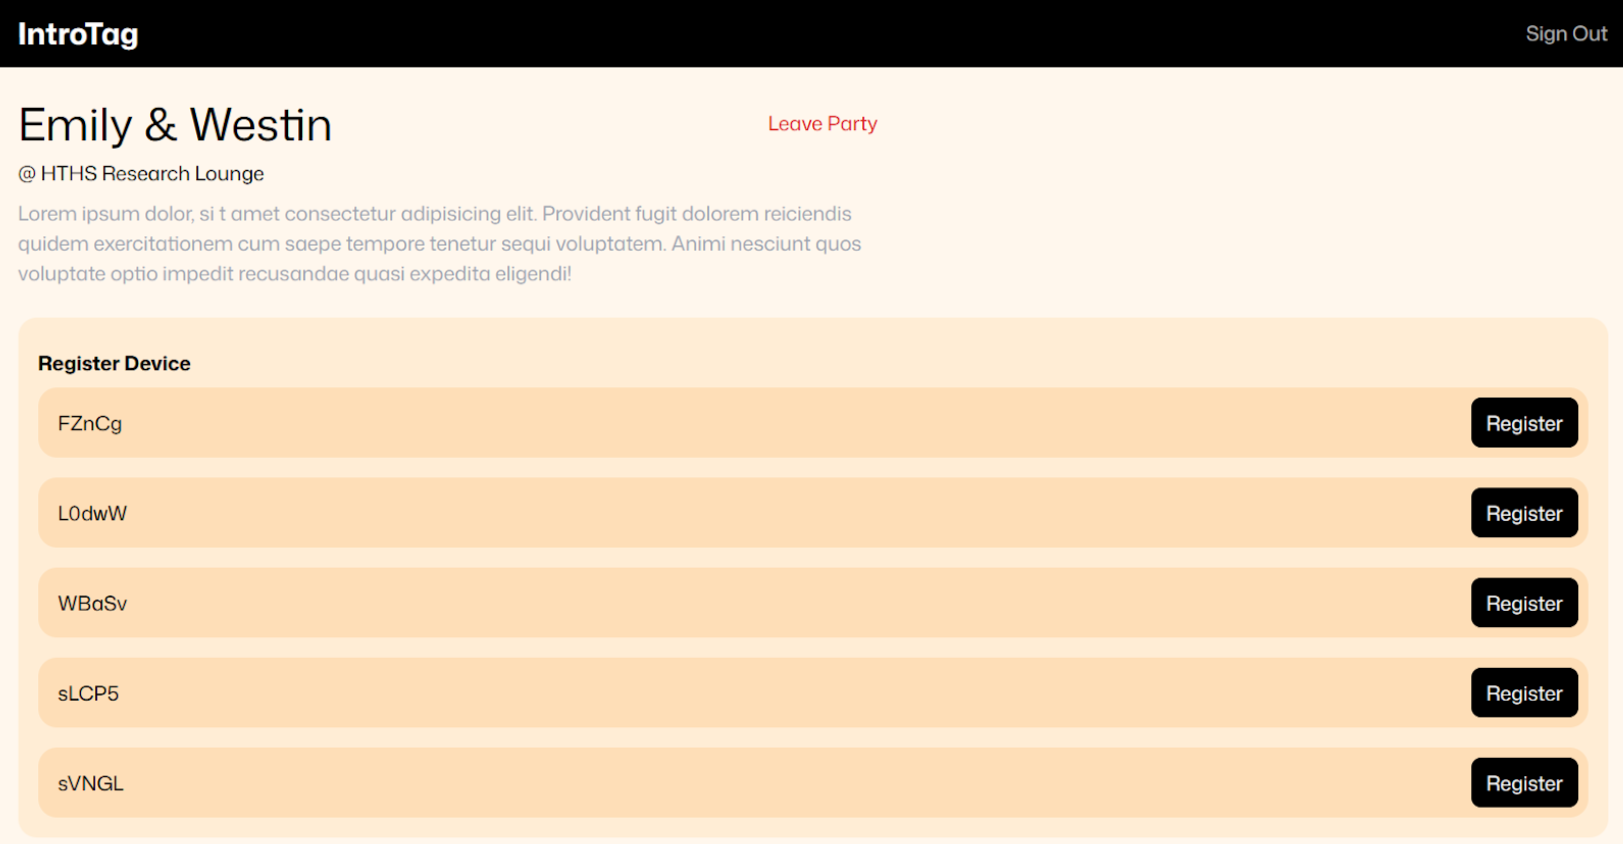 IntroTag
Sign Out
Emily & Westin
Leave Party
@ HTHS Research Lounge
Lorem ipsum dolor, si t amet consectetur adipisicing elit. Provident fugit dolorem reiciendis
quidem exercitationem cum saepe tempore tenetur sequi voluptatem. Animi nesciunt quos
voluptate optio impedit recusandae quasi expedita eligendi!
Register Device
FZnCg
Register
L0dwW
Register
WBaSv
Register
sLCP5
Register
sVNGL
Register